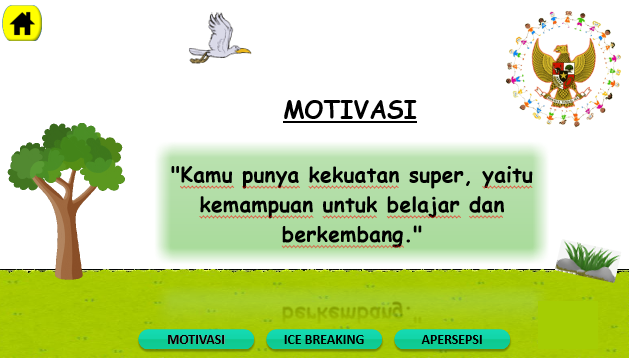 MOTIVASI
"Kamu punya kekuatan super, yaitu
kemampuan untuk belajar dan
berkembang."
MOTIVASI
ICE BREAKING
APERSEPSI